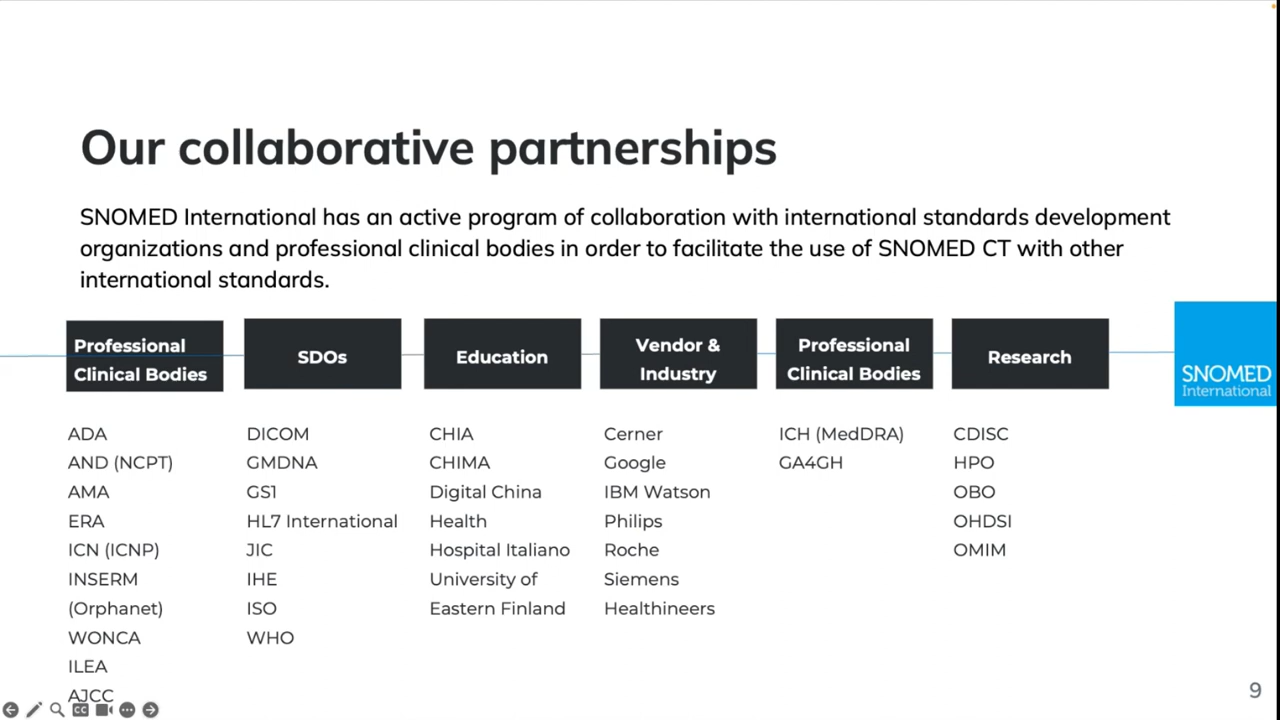 Our collaborative partnerships
SNOMED International has an active program of collaboration with international standards development
organizations and professional clinical bodies in order to facilitate the use of SNOMED CT with other
international standards.
Professional
Clinical Bodies
SDOs
Education
Vendor &
Industry
Professional
Clinical Bodies
Research
SNOMED
International
ADA
AND (NCPT)
AMA
ERA
ICN (ICNP)
INSERM
(Orphanet)
WONCA
ILEA
AJCC
DICOM
GMDNA
GS1
HL7 International
JIC
IHE
ISO
WHO
CHIA
CHIMA
Digital China
Health
Hospital Italiano
University of
Eastern Finland
Cerner
Google
IBM Watson
Philips
Roche
Siemens
Healthineers
ICH (MedDRA)
GA4GH
CDISC
HPO
OBO
OHDSI
OMIM
9
CC